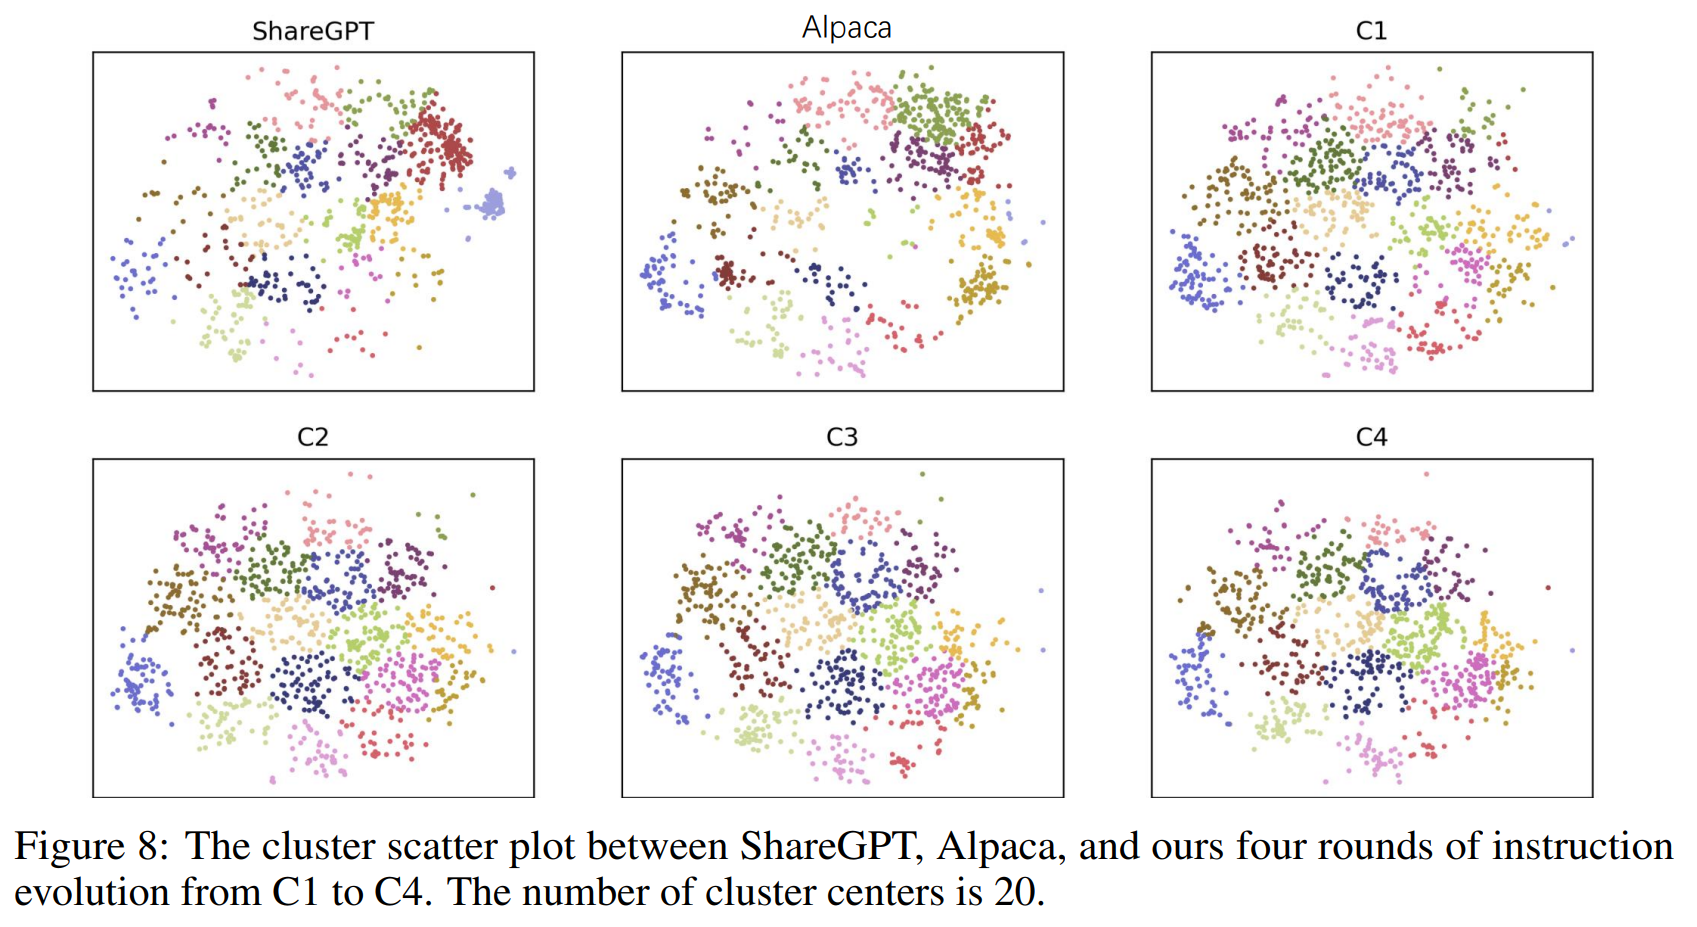 ShareGPT
Alpaca
C1
C2
C3
C4
Figure 8: The cluster scatter plot between ShareGPT, Alpaca, and ours four rounds of instruction
evolution from C1 to C4. The number of cluster centers is 20.